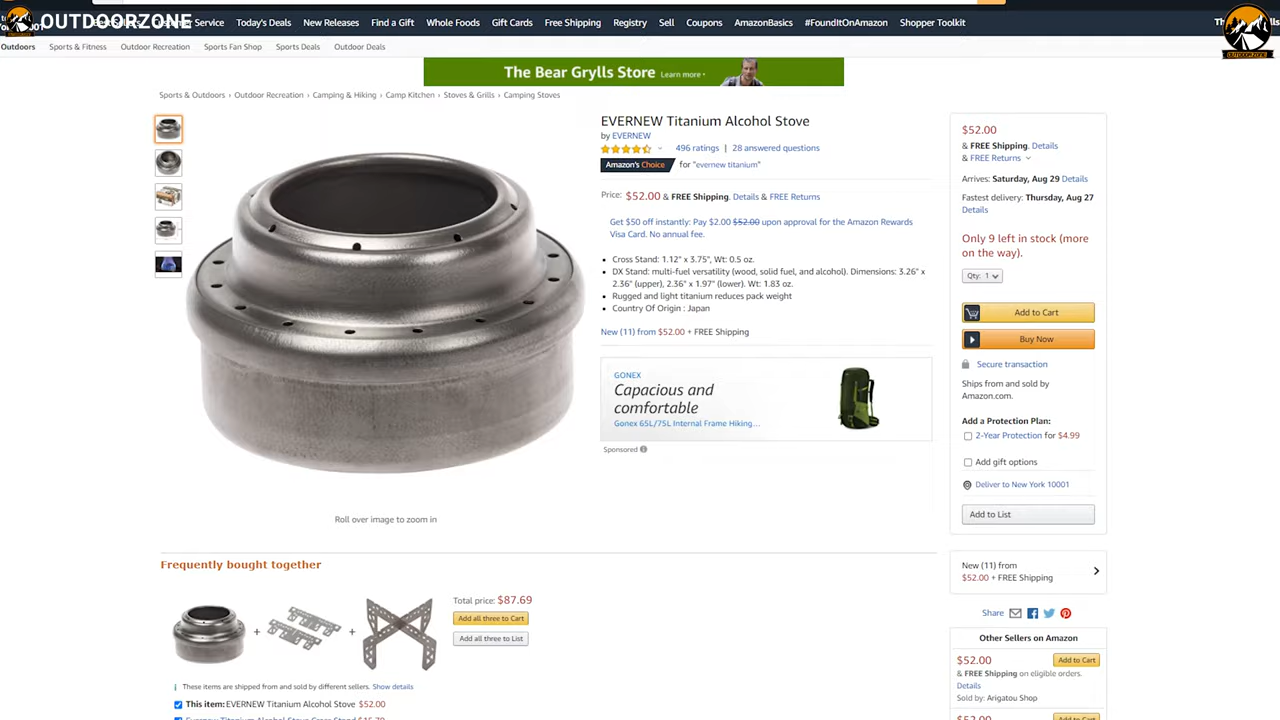 OUTDOORZONE
Service
Today's Deals
New Releases
Find a Gift
Whole Foods
Gift Cards
Free Shipping
Registry
Sell
Coupons
AmazonBasics
#FoundItOnAmazon
Shopper Toolkit
OUTDOORZONE
Outdoors
Sports & Fitness
Outdoor Recreation
Sports Fan Shop
Sports Deals
Outdoor Deals
The Bear Grylls Store Learn more ›
Sports & Outdoors › Outdoor Recreation › Camping & Hiking › Camp Kitchen › Stoves & Grills › Camping Stoves
EVERNEW Titanium Alcohol Stove
by EVERNEW
496 ratings | 28 answered questions
Amazon's Choice for "evernew titanium"
Price: $52.00 & FREE Shipping. Details & FREE Returns
Get $50 off instantly: Pay $2.00 $52.00 upon approval for the Amazon Rewards
Visa Card. No annual fee.
• Cross Stand: 1.12" x 3.75", Wt: 0.5 oz.
• DX Stand: multi-fuel versatility (wood, solid fuel, and alcohol). Dimensions: 3.26" x
2.36" (upper), 2.36" x 1.97" (lower). Wt: 1.83 oz.
• Rugged and light titanium reduces pack weight
• Country Of Origin : Japan
New (11) from $52.00 + FREE Shipping
GONEX
Capacious and
comfortable
Gonex 65L/75L Internal Frame Hiking...
Sponsored
Roll over image to zoom in
$52.00
& FREE Shipping. Details
& FREE Returns
Arrives: Saturday, Aug 29 Details
Fastest delivery: Thursday, Aug 27
Details
Only 9 left in stock (more
on the way).
Qty: 1
Add to Cart
Buy Now
Secure transaction
Ships from and sold by
Amazon.com.
Add a Protection Plan:
2-Year Protection for $4.99
Add gift options
Deliver to New York 10001
Add to List
New (11) from
$52.00 + FREE Shipping
Share
Other Sellers on Amazon
$52.00
Add to Cart
& FREE Shipping on eligible orders.
Details
Sold by: Arigatou Shop
Frequently bought together
+ +
Total price: $87.69
Add all three to Cart
Add all three to List
These items are shipped from and sold by different sellers. Show details
This item: EVERNEW Titanium Alcohol Stove $52.00